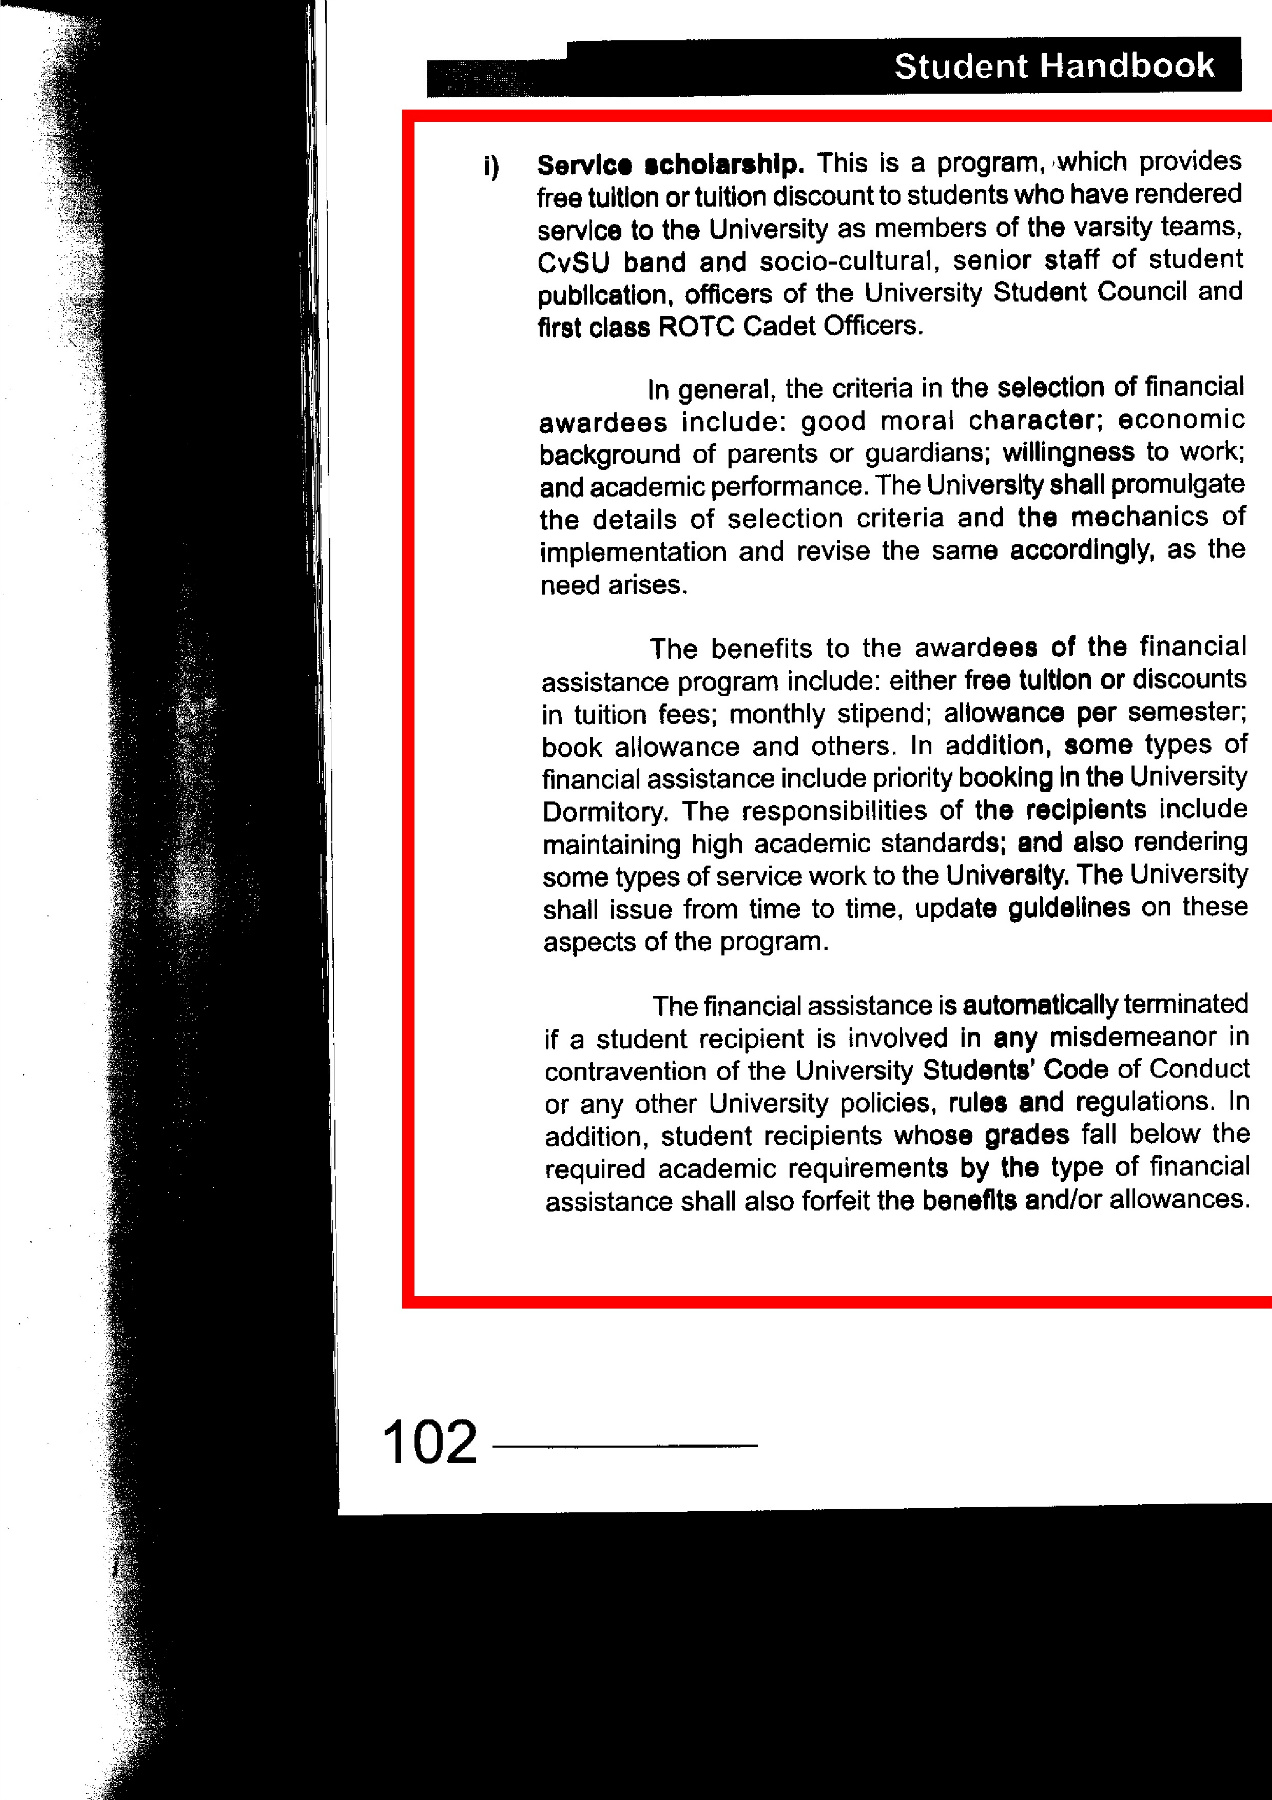 Student Handbook
i) Service scholarship. This is a program, which provides
free tuition or tuition discount to students who have rendered
service to the University as members of the varsity teams,
CvSU band and socio-cultural, senior staff of student
publication, officers of the University Student Council and
first class ROTC Cadet Officers.
In general, the criteria in the selection of financial
awardees include: good moral character; economic
background of parents or guardians; willingness to work;
and academic performance. The University shall promulgate
the details of selection criteria and the mechanics of
implementation and revise the same accordingly, as the
need arises.
The benefits to the awardees of the financial
assistance program include: either free tuition or discounts
in tuition fees; monthly stipend; allowance per semester;
book allowance and others. In addition, some types of
financial assistance include priority booking in the University
Dormitory. The responsibilities of the recipients include
maintaining high academic standards; and also rendering
some types of service work to the University. The University
shall issue from time to time, update guidelines on these
aspects of the program.
The financial assistance is automatically terminated
if a student recipient is involved in any misdemeanor in
contravention of the University Students' Code of Conduct
or any other University policies, rules and regulations. In
addition, student recipients whose grades fall below the
required academic requirements by the type of financial
assistance shall also forfeit the benefits and/or allowances.
102